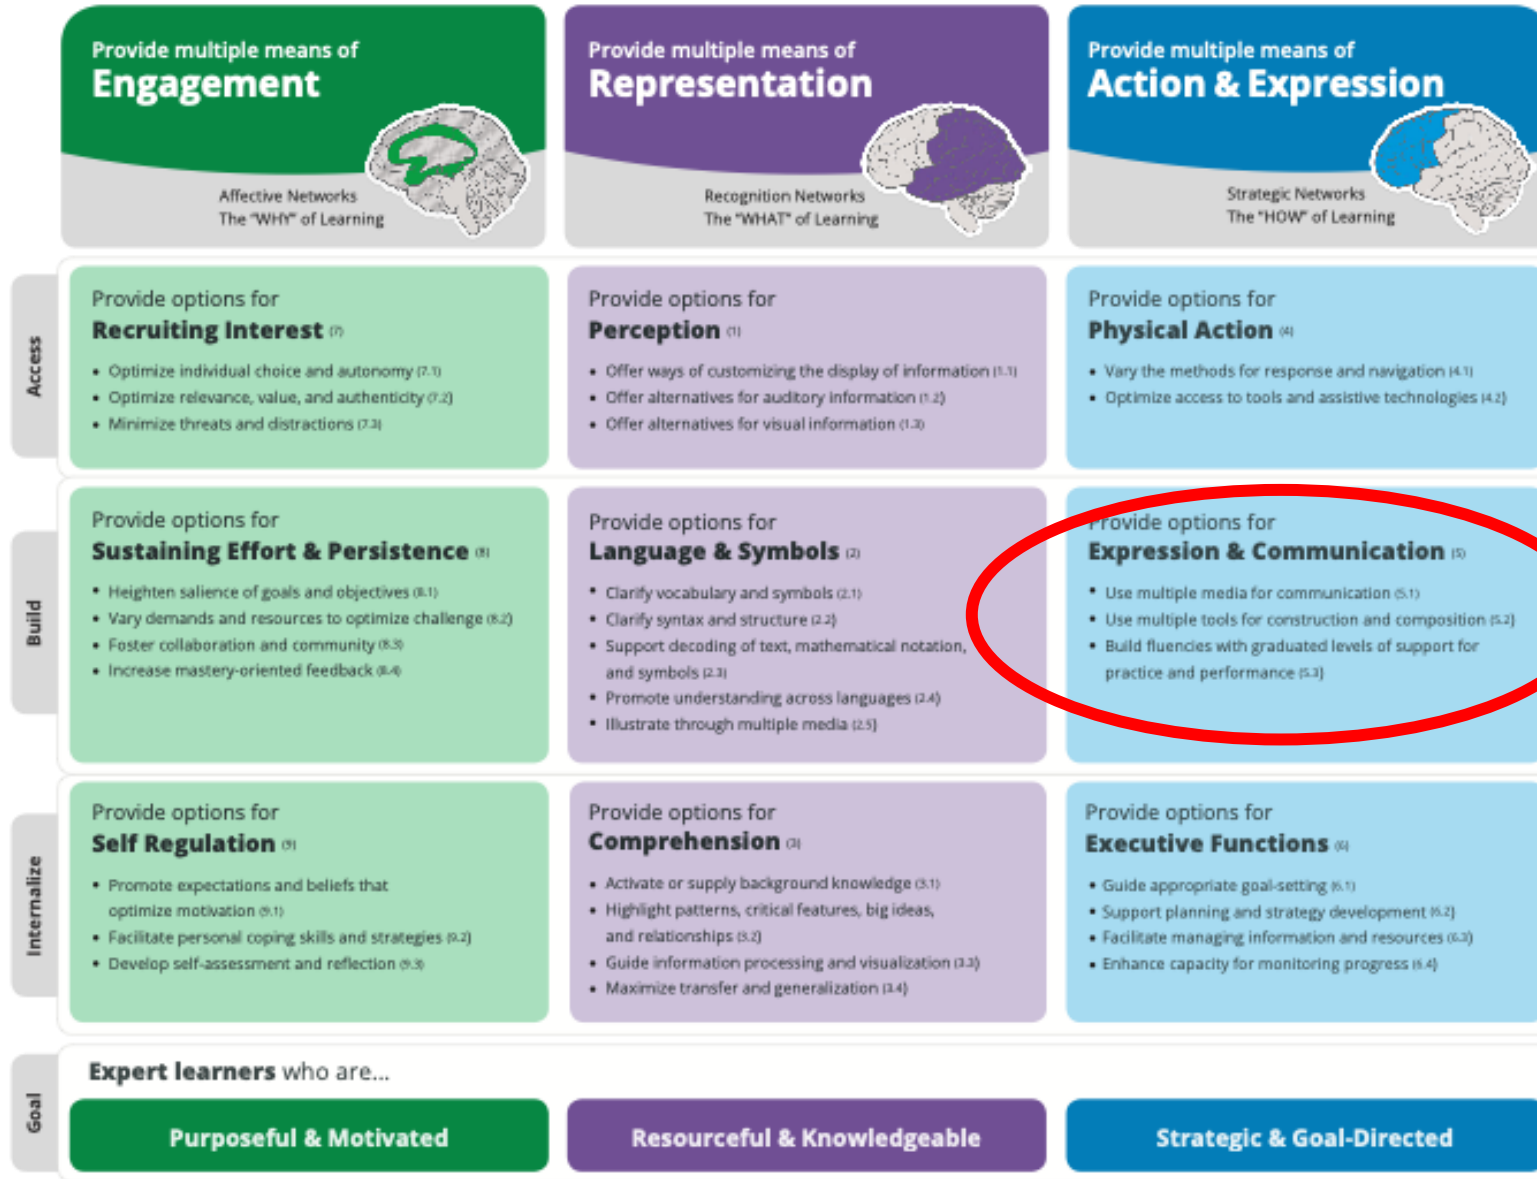 Provide multiple means of
Engagement
Affective Networks
The "WHY" of Learning
Provide multiple means of
Representation
Recognition Networks
The "WHAT" of Learning
Provide multiple means of
Action & Expression
Strategic Networks
The "HOW" of Learning
Access
Provide options for
Recruiting Interest (7)
• Optimize individual choice and autonomy (7.1)
• Optimize relevance, value, and authenticity (7.2)
• Minimize threats and distractions (7.3)
Provide options for
Perception (1)
• Offer ways of customizing the display of information (1.1)
• Offer alternatives for auditory information (1.2)
• Offer alternatives for visual information (1.3)
Provide options for
Physical Action (4)
• Vary the methods for response and navigation (4.1)
• Optimize access to tools and assistive technologies (4.2)
Build
Provide options for
Sustaining Effort & Persistence (8)
• Heighten salience of goals and objectives (8.1)
• Vary demands and resources to optimize challenge (8.2)
• Foster collaboration and community (8.3)
• Increase mastery-oriented feedback (8.4)
Provide options for
Language & Symbols (2)
• Clarify vocabulary and symbols (2.1)
• Clarify syntax and structure (2.2)
• Support decoding of text, mathematical notation,
and symbols (2.3)
• Promote understanding across languages (2.4)
• Illustrate through multiple media (2.5)
Provide options for
Expression & Communication (5)
• Use multiple media for communication (5.1)
• Use multiple tools for construction and composition (5.2)
• Build fluencies with graduated levels of support for
practice and performance (5.3)
Internalize
Provide options for
Self Regulation (9)
• Promote expectations and beliefs that
optimize motivation (9.1)
• Facilitate personal coping skills and strategies (9.2)
• Develop self-assessment and reflection (9.3)
Provide options for
Comprehension (3)
• Activate or supply background knowledge (3.1)
• Highlight patterns, critical features, big ideas,
and relationships (3.2)
• Guide information processing and visualization (3.3)
• Maximize transfer and generalization (3.4)
Provide options for
Executive Functions (6)
• Guide appropriate goal-setting (6.1)
• Support planning and strategy development (6.2)
• Facilitate managing information and resources (6.3)
• Enhance capacity for monitoring progress (6.4)
Goal
Expert learners who are...
Purposeful & Motivated
Resourceful & Knowledgeable
Strategic & Goal-Directed